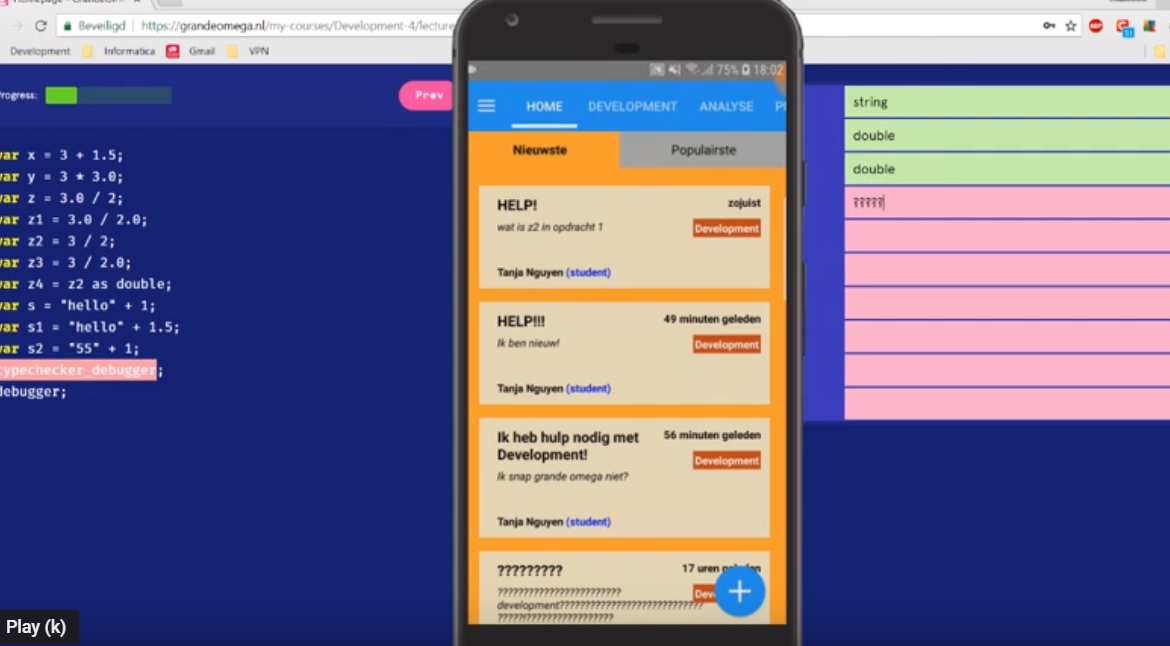 Beveiligd https://grandeomega.nl/my-courses/Development-4/lecture
Development Informatica Gmail VPN
Progress:
Prev
var x = 3 + 1.5;
var y = 3 * 3.0;
var z = 3.0 / 2;
var z1 = 3.0 / 2.0;
var z2 = 3 / 2;
var z3 = 3 / 2.0;
var z4 = z2 as double;
var s = "hello" + 1;
var s1 = "hello" + 1.5;
var s2 = "55" + 1;
typechecker_debugger;
debugger;
75% 18:02
HOME DEVELOPMENT ANALYSE
Nieuwste Populairste
HELP! zojuist
wat is z2 in opdracht 1 Development
Tanja Nguyen (student)
HELP!!! 49 minuten geleden
Ik ben nieuw! Development
Tanja Nguyen (student)
Ik heb hulp nodig met 56 minuten geleden
Development! Development
Ik snap grande omega niet?
Tanja Nguyen (student)
????????? 17 uren
+
string
double
double
?????
ABP
Play (k)